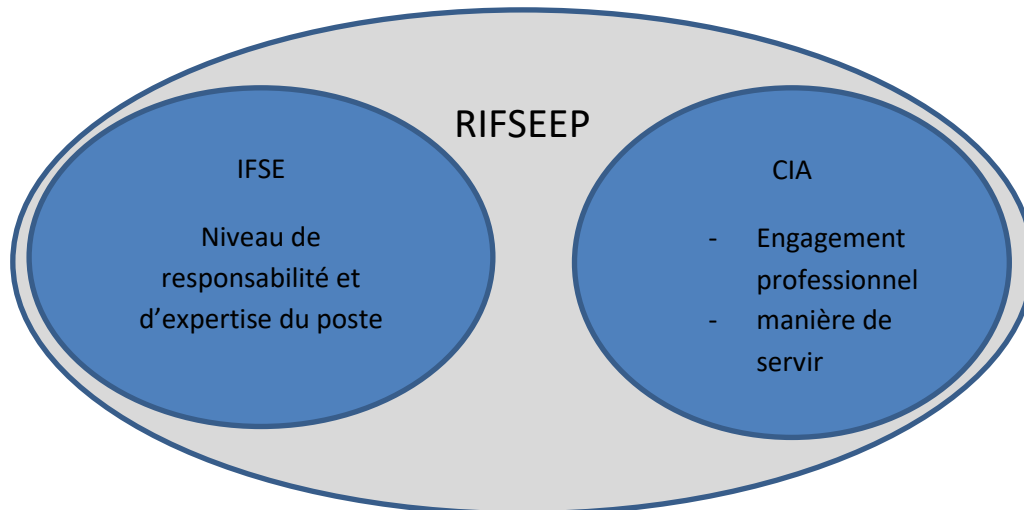 RIFSEEP
IFSE
Niveau de
responsabilité et
d’expertise du poste
CIA
- Engagement
professionnel
- manière de
servir